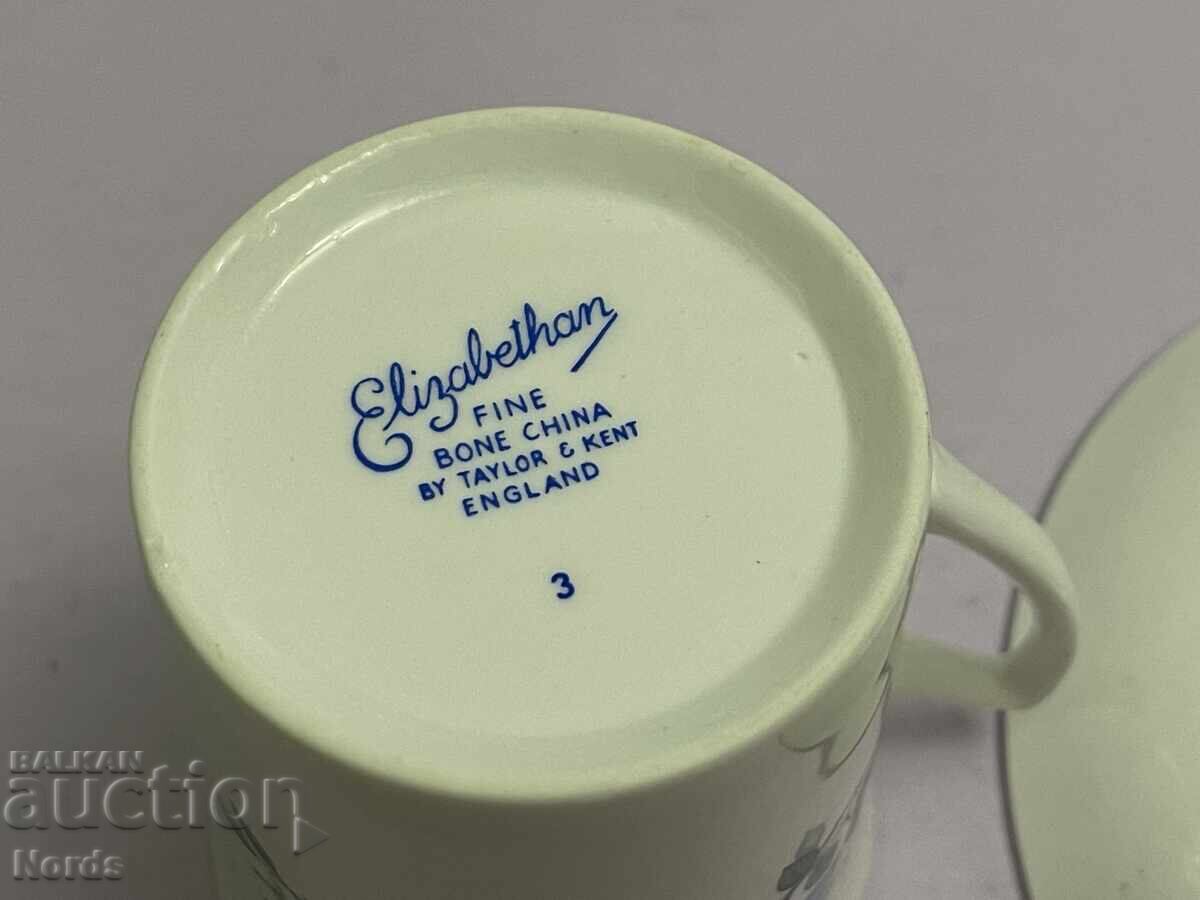 Elizabethan
FINE
BONE CHINA
BY TAYLOR & KENT
ENGLAND
3
BALKAN
auction
Nords